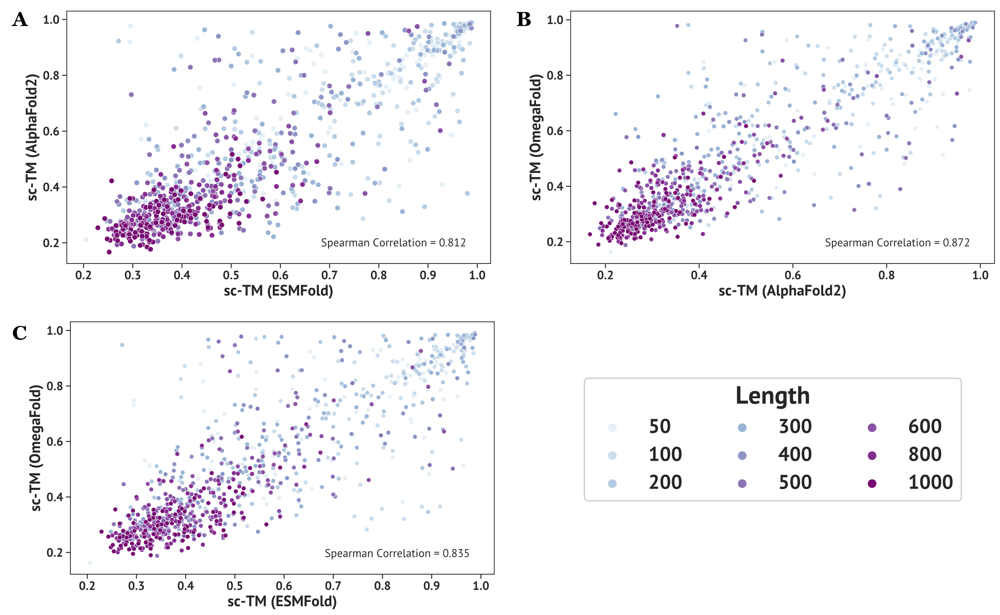 A
sc-TM (AlphaFold2)
1.0
0.8
0.6
0.4
0.2
Spearman Correlation = 0.812
0.2 0.3 0.4 0.5 0.6 0.7 0.8 0.9 1.0
sc-TM (ESMFold)
B
sc-TM (OmegaFold)
1.0
0.8
0.6
0.4
0.2
Spearman Correlation = 0.872
0.2 0.4 0.6 0.8 1.0
sc-TM (AlphaFold2)
C
sc-TM (OmegaFold)
1.0
0.8
0.6
0.4
0.2
Spearman Correlation = 0.835
0.2 0.3 0.4 0.5 0.6 0.7 0.8 0.9 1.0
sc-TM (ESMFold)
Length
50 300 600
100 400 800
200 500 1000